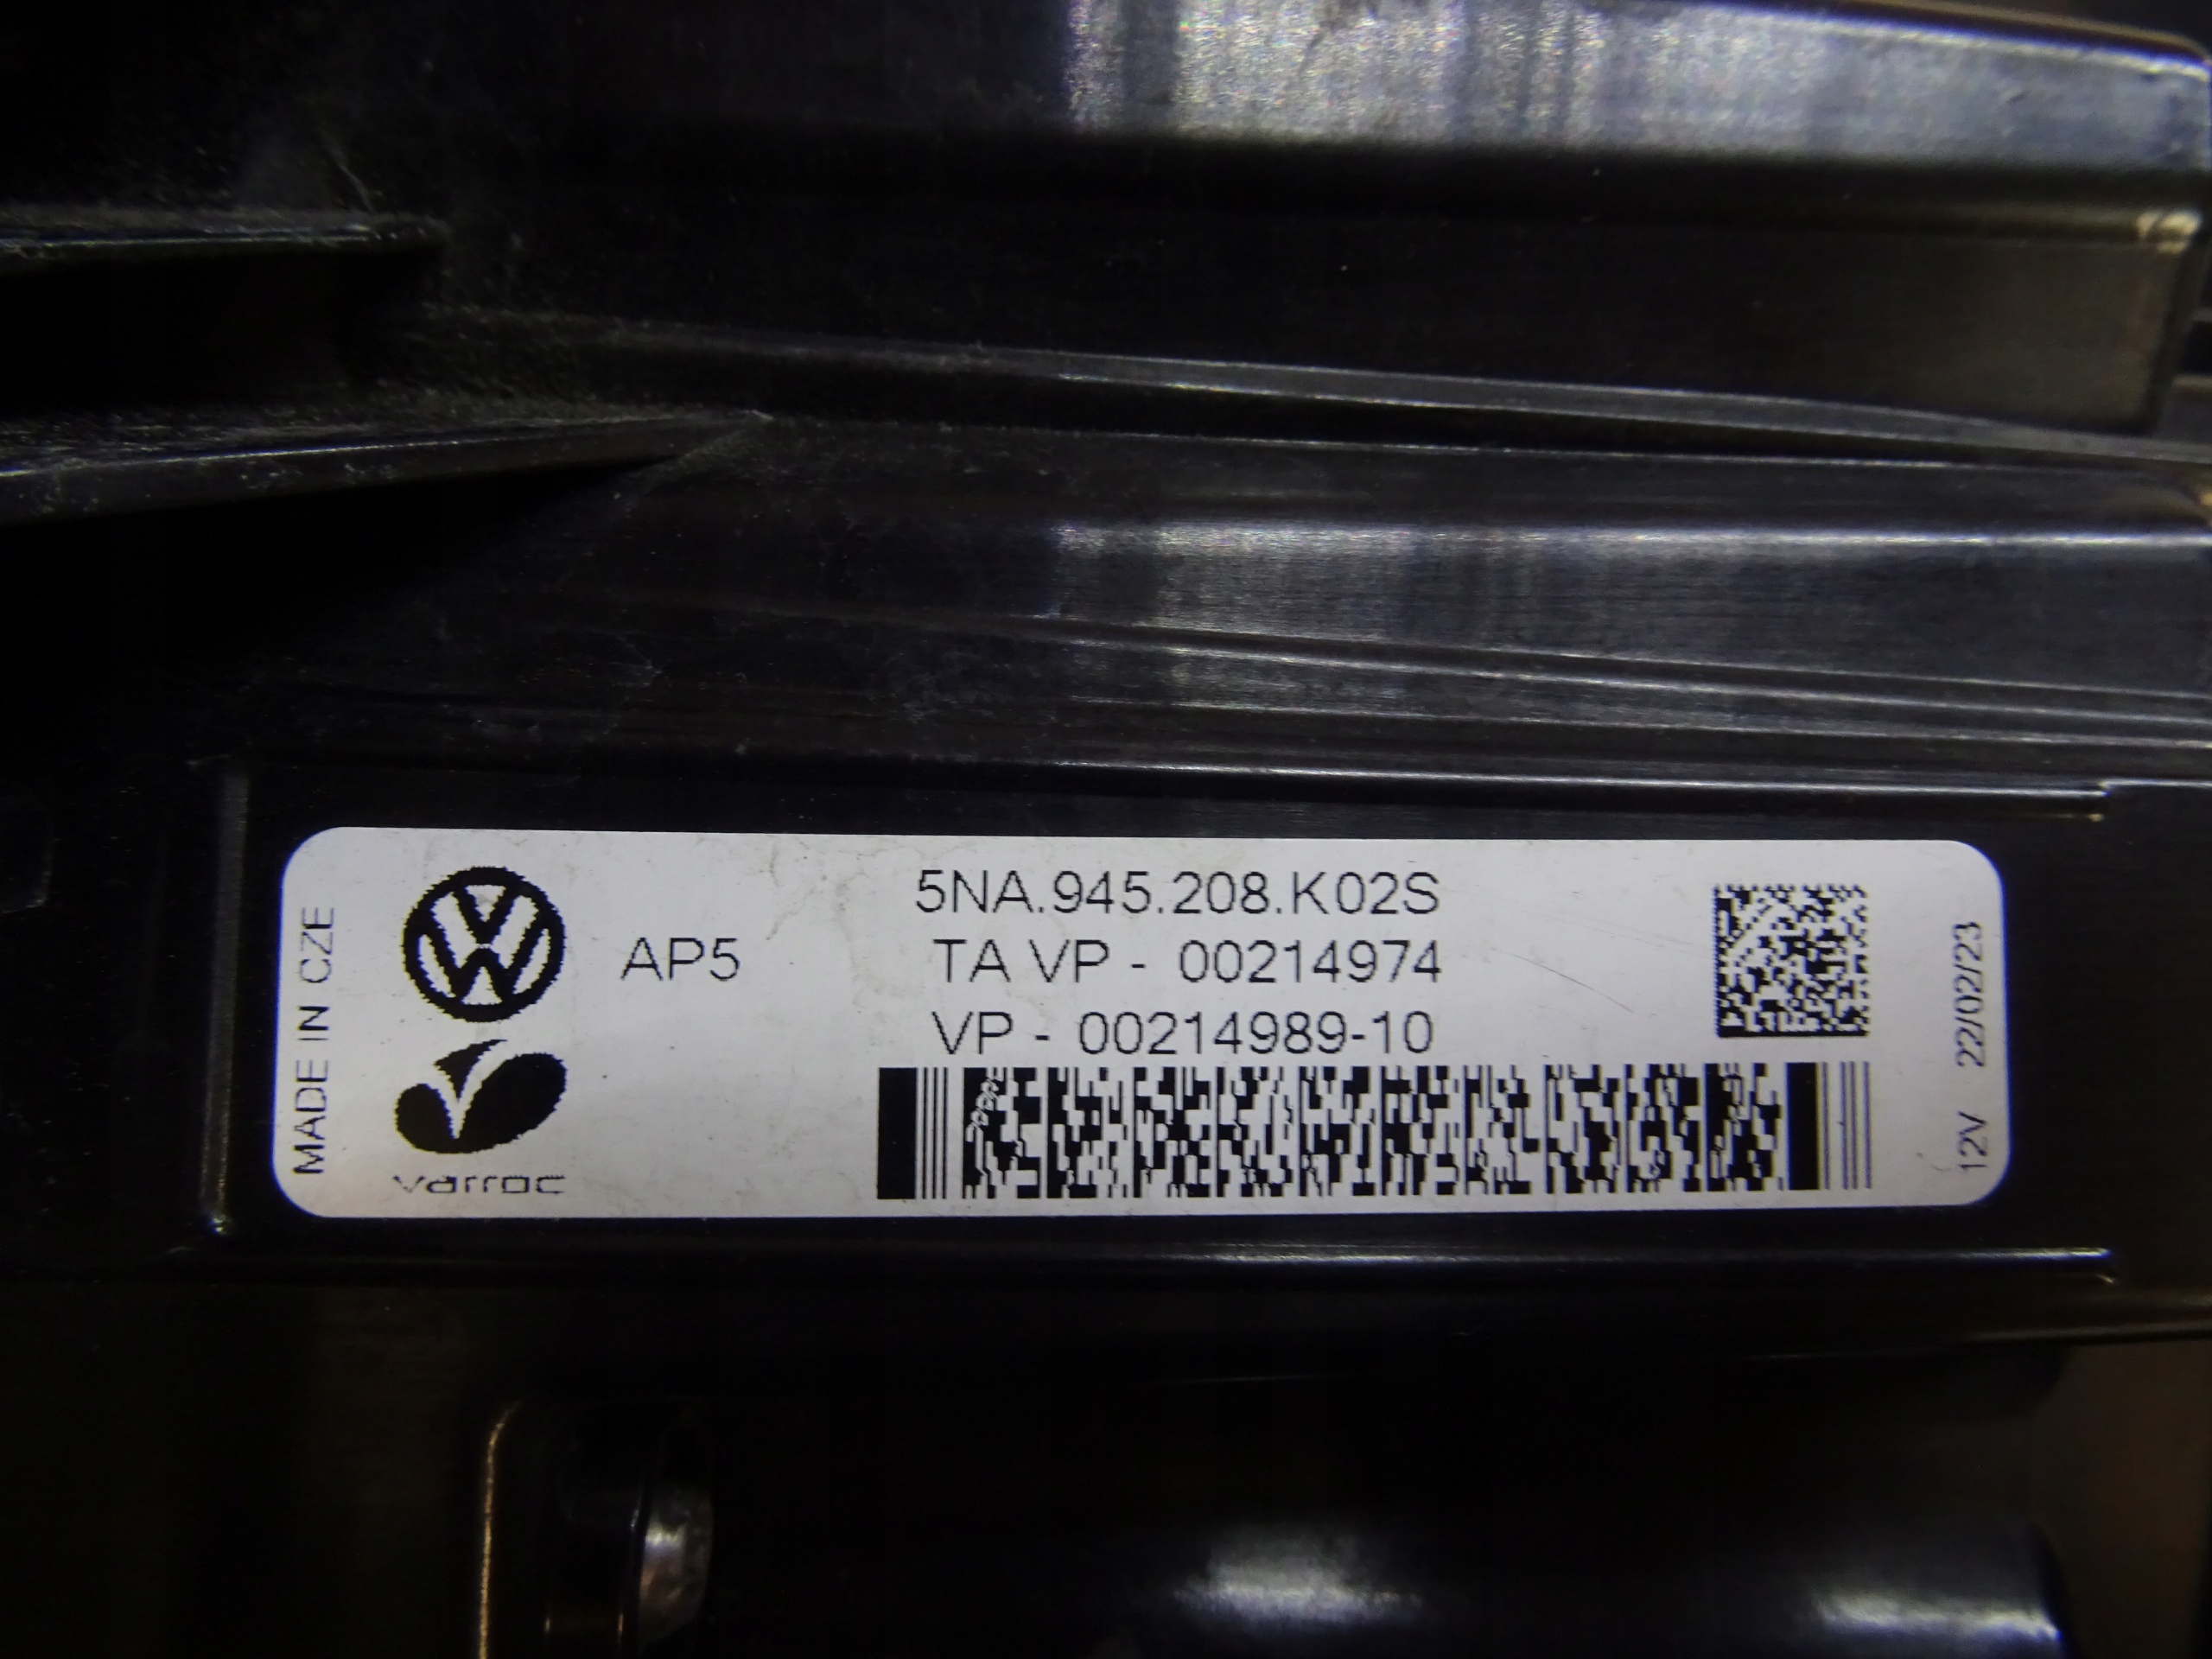 MADE IN CZE
VW
AP5
varroc
5NA.945.208.K02S
TA VP - 00214974
VP - 00214989-10
12V 22/02/23